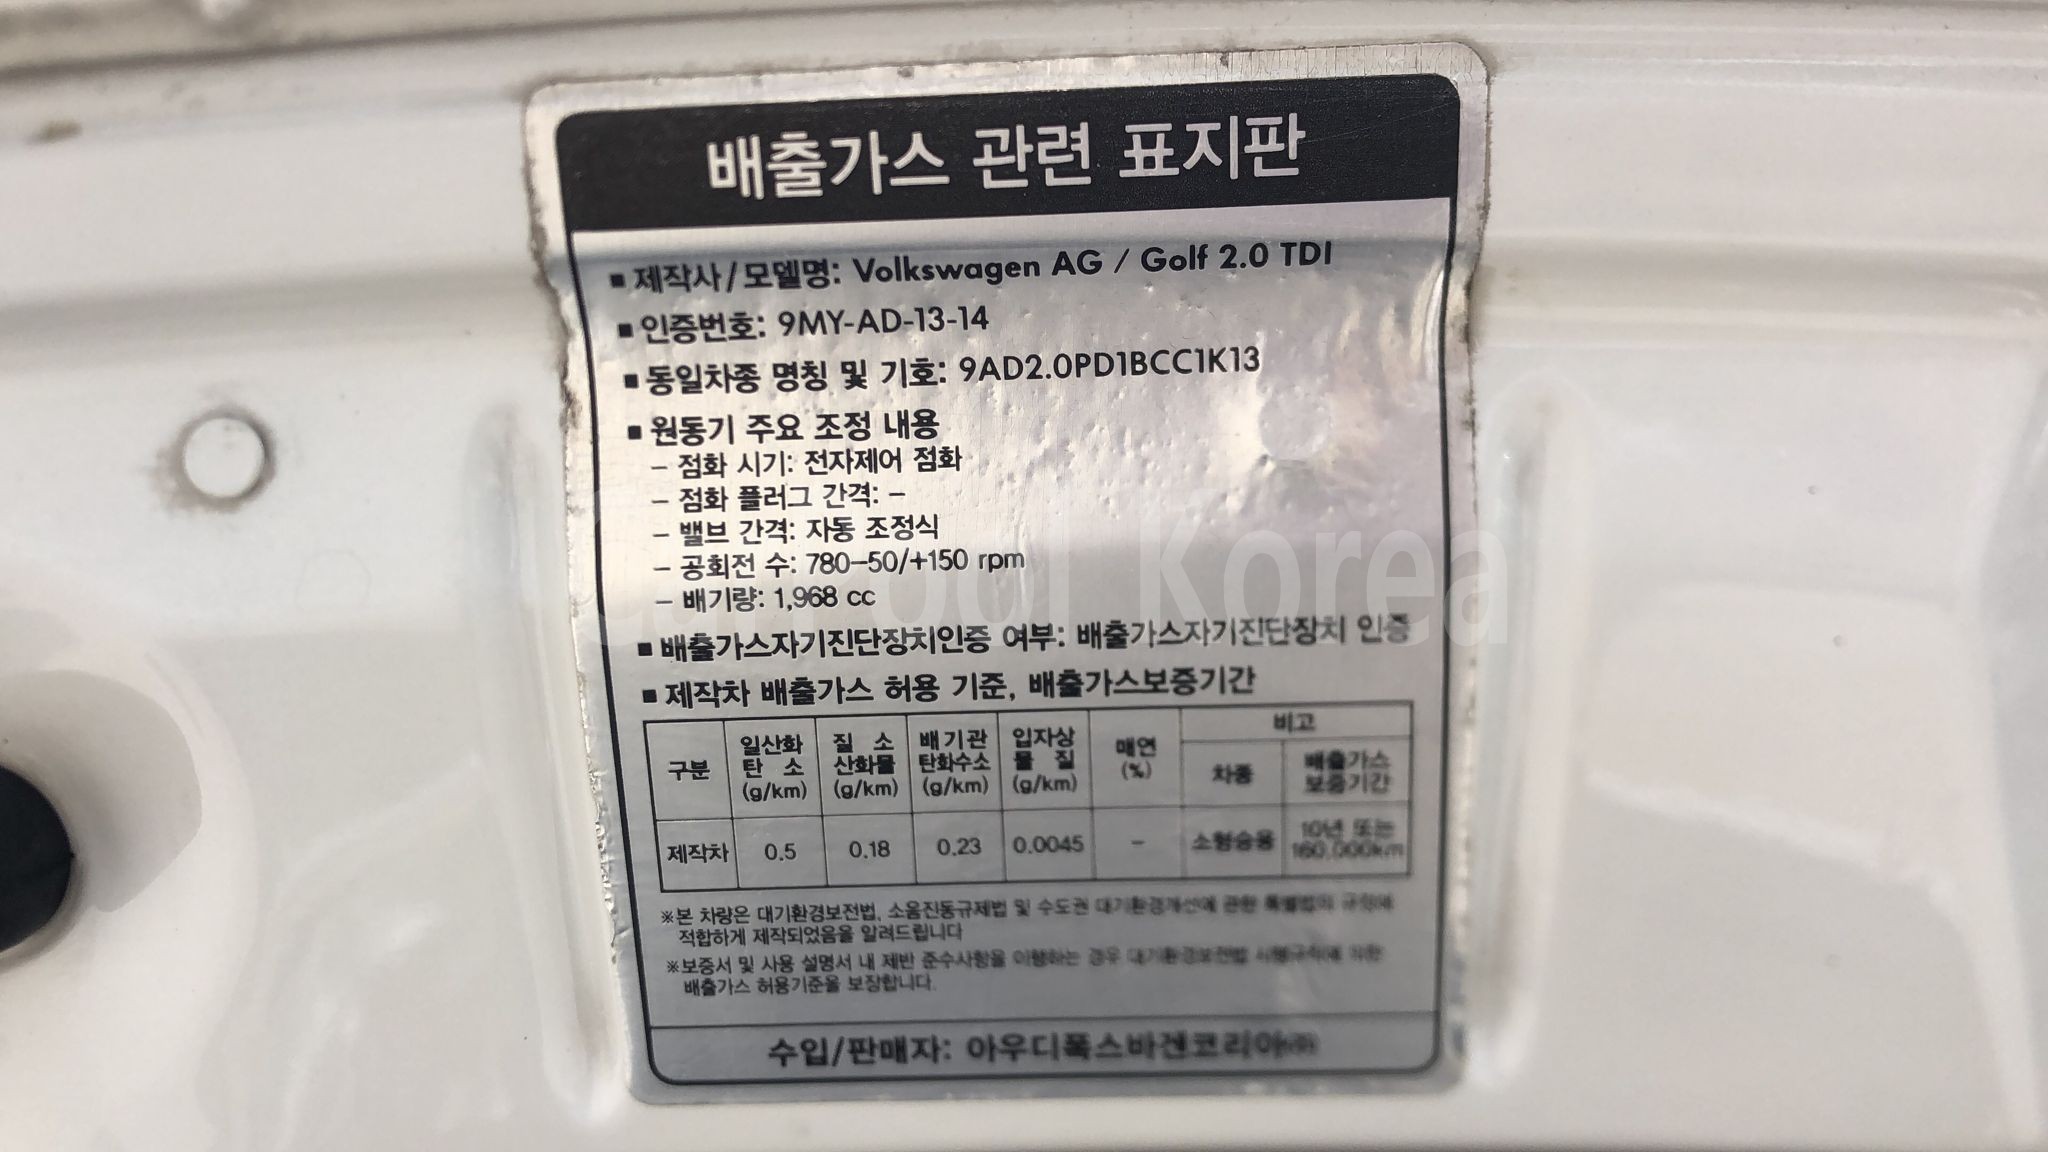 배출가스 관련 표지판
▪ 제작사/모델명: Volkswagen AG / Golf 2.0 TDI
▪ 인증번호: 9MY-AD-13-14
▪ 동일차종 명칭 및 기호: 9AD2.0PD1BCC1K13
▪ 원동기 주요 조정 내용
– 점화 시기: 전자제어 점화
– 점화 플러그 간격: –
– 밸브 간격: 자동 조정식
– 공회전 수: 780–50/+150 rpm
– 배기량: 1,968 cc
▪ 배출가스자기진단장치인증 여부: 배출가스자기진단장치 인증
▪ 제작차 배출가스 허용 기준, 배출가스보증기간
구분 일산화탄소 (g/km) 질소산화물 (g/km) 배기관탄화수소 (g/km) 입자상물질 (g/km) 매연 (%) 비고 차종 배출가스보증기간
제작차 0.5 0.18 0.23 0.0045 – 소형승용 10년 또는 160,000km
※본 차량은 대기환경보전법, 소음진동규제법 및 수도권 대기환경개선에 관한 특별법의 규정에
적합하게 제작되었음을 알려드립니다
※보증서 및 사용 설명서 내 제반 준수사항을 이행하는 경우 대기환경보전법 시행규칙에 의한
배출가스 허용기준을 보장합니다.
수입/판매자: 아우디폭스바겐코리아㈜
Korea